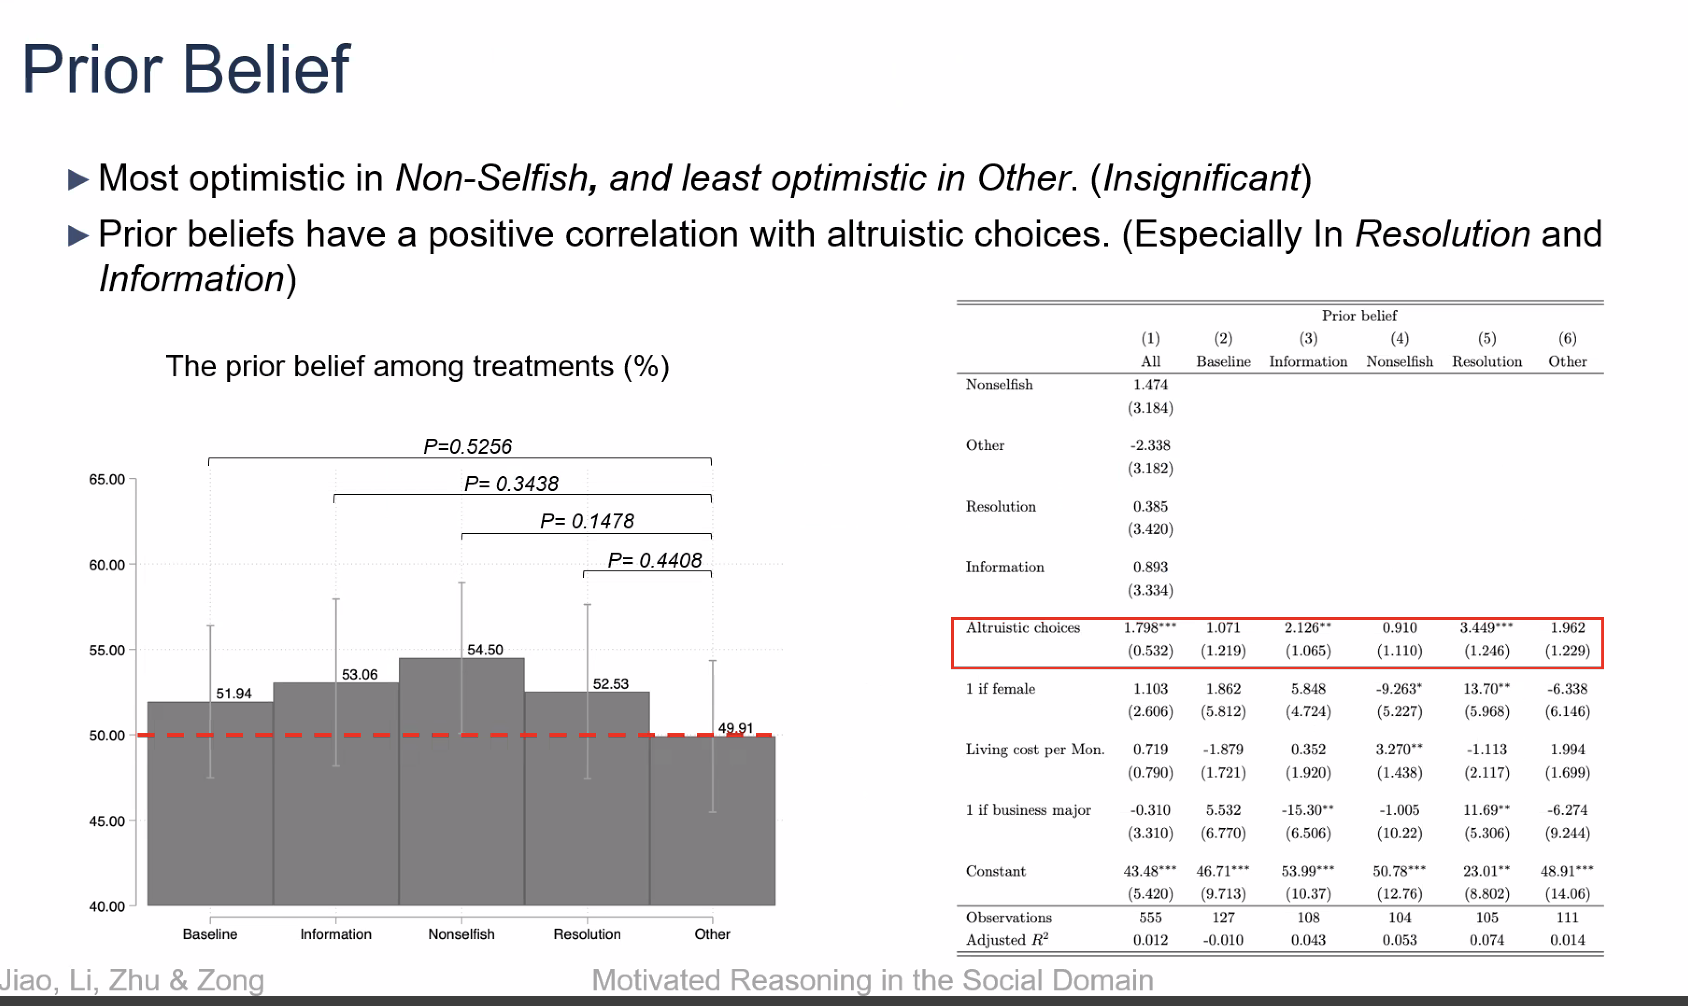 Prior Belief
► Most optimistic in Non-Selfish, and least optimistic in Other. (Insignificant)
► Prior beliefs have a positive correlation with altruistic choices. (Especially In Resolution and
Information)
The prior belief among treatments (%)
P=0.5256
P= 0.3438
P= 0.1478
P= 0.4408
65.00
60.00
55.00
50.00
45.00
40.00
51.94
53.06
54.50
52.53
49.91
Baseline Information Nonselfish Resolution Other
Prior belief
(1) (2) (3) (4) (5) (6)
All Baseline Information Nonselfish Resolution Other
Nonselfish 1.474
(3.184)
Other -2.338
(3.182)
Resolution 0.385
(3.420)
Information 0.893
(3.334)
Altruistic choices 1.798*** 1.071 2.126** 0.910 3.449*** 1.962
(0.532) (1.219) (1.065) (1.110) (1.246) (1.229)
1 if female 1.103 1.862 5.848 -9.263* 13.70** -6.338
(2.606) (5.812) (4.724) (5.227) (5.968) (6.146)
Living cost per Mon. 0.719 -1.879 0.352 3.270** -1.113 1.994
(0.790) (1.721) (1.920) (1.438) (2.117) (1.699)
1 if business major -0.310 5.532 -15.30** -1.005 11.69** -6.274
(3.310) (6.770) (6.506) (10.22) (5.306) (9.244)
Constant 43.48*** 46.71*** 53.99*** 50.78*** 23.01** 48.91***
(5.420) (9.713) (10.37) (12.76) (8.802) (14.06)
Observations 555 127 108 104 105 111
Adjusted R² 0.012 -0.010 0.043 0.053 0.074 0.014
Jiao, Li, Zhu & Zong
Motivated Reasoning in the Social Domain